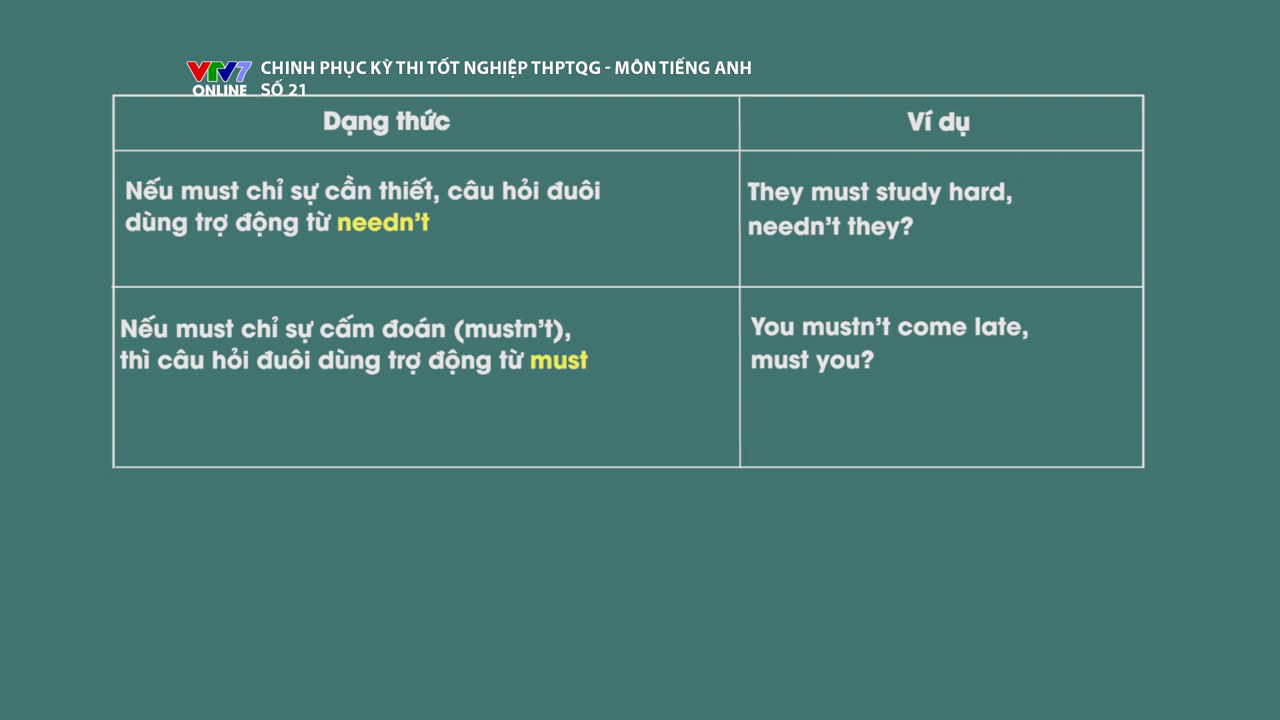 VTV7
ONLINE
CHINH PHỤC KỲ THI TỐT NGHIỆP THPTQG - MÔN TIẾNG ANH
SỐ 21
Dạng thức
Ví dụ
Nếu must chỉ sự cần thiết, câu hỏi đuôi
dùng trợ động từ needn't
They must study hard,
needn't they?
Nếu must chỉ sự cấm đoán (mustn't),
thì câu hỏi đuôi dùng trợ động từ must
You mustn't come late,
must you?